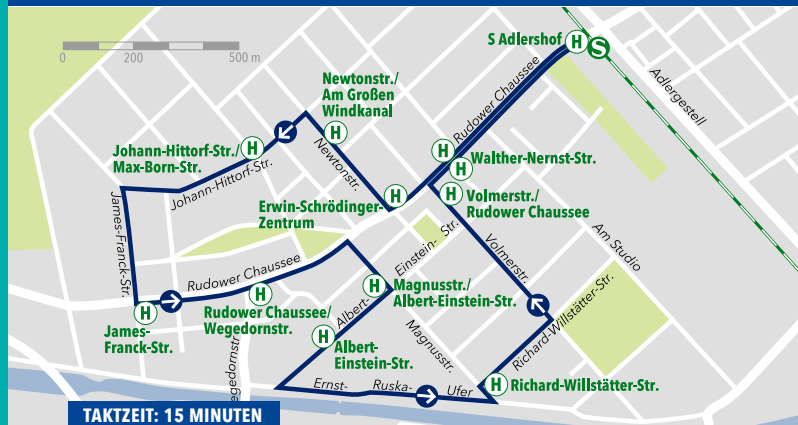 S Adlershof
H
S
Adlergestell
0 200 500 m
Newtonstr./
Am Großen
Windkanal
H
Rudower Chaussee
Johann-Hittorf-Str./
Max-Born-Str.
H
Johann-Hittorf-Str.
Newtonstr.
H
H
Walther-Nernst-Str.
H
Volmerstr./
Rudower Chaussee
Erwin-Schrödinger-
Zentrum
H
James-Franck-Str.
Volmerstr.
Am Studio
Rudower Chaussee
Albert-
Einstein-
Str.
H
Magnusstr./
Albert-Einstein-Str.
H
James-
Franck-Str.
H
Rudower Chaussee/
Wegedornstr.
H
Albert-
Einstein-Str.
Magnusstr.
Richard-Willstätter-Str.
egedornstr
Ernst-
Ruska-
Ufer
H
Richard-Willstätter-Str.
TAKTZEIT: 15 MINUTEN